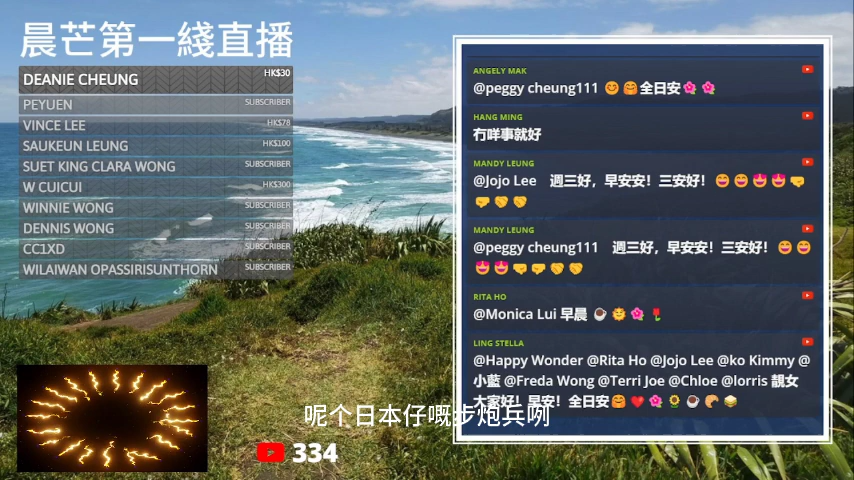 晨芒第一綫直播
DEANIE CHEUNG HK$30
PEYUEN SUBSCRIBER
VINCE LEE HK$78
SAUKEUN LEUNG HK$100
SUET KING CLARA WONG SUBSCRIBER
W CUICUI HK$300
WINNIE WONG SUBSCRIBER
DENNIS WONG SUBSCRIBER
CC1XD SUBSCRIBER
WILAIWAN OPASSIRISUNTHORN SUBSCRIBER
ANGELY MAK
@peggy cheung111 😊 🤗全日安🌺 🌺
HANG MING
冇咩事就好
MANDY LEUNG
@Jojo Lee 週三好，早安安！三安好！
MANDY LEUNG
@peggy cheung111 週三好，早安安！三安好！
RITA HO
@Monica Lui 早晨 ☕ 🌞 🌺 🌷
LING STELLA
@Happy Wonder @Rita Ho @Jojo Lee @ko Kimmy @
小藍 @Freda Wong @Terri Joe @Chloe @lorris 靚女
大家好！早安！全日安
呢个日本仔嘅步炮兵咧
334